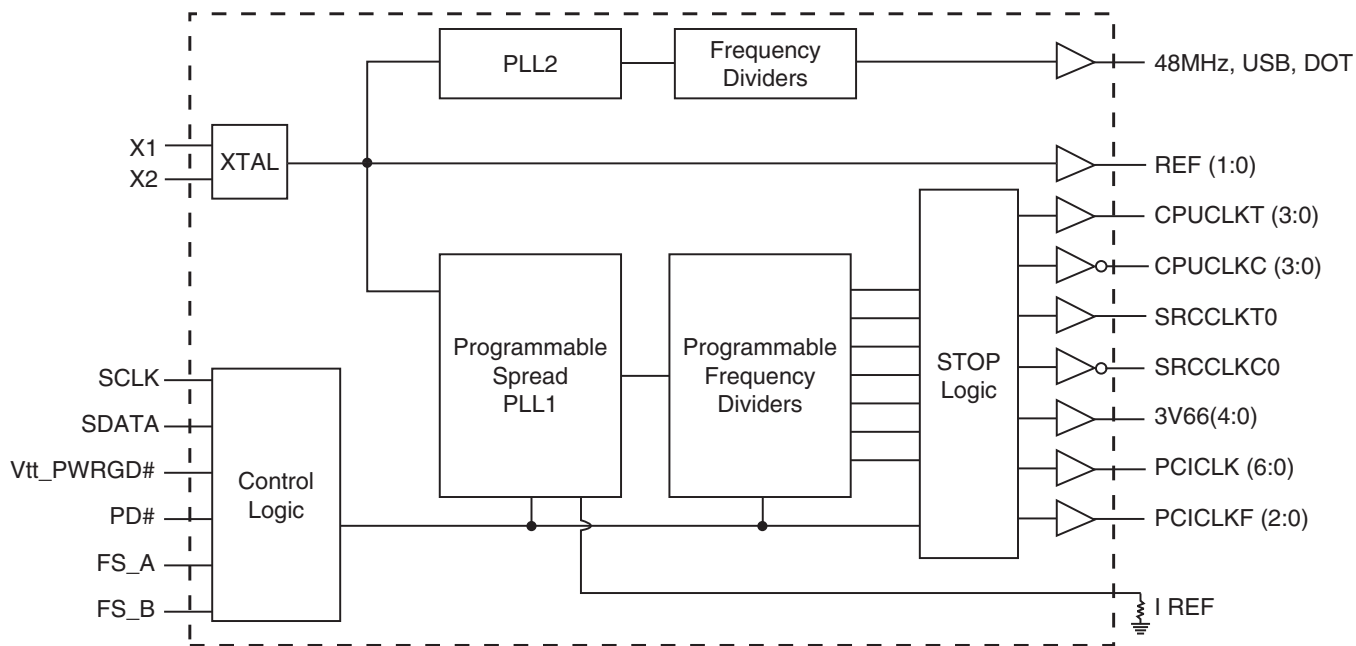 PLL2
Frequency
Dividers
48MHz, USB, DOT
X1
X2
XTAL
REF (1:0)
CPUCLKT (3:0)
CPUCLKC (3:0)
SRCCLKT0
SRCCLKC0
3V66(4:0)
PCICLK (6:0)
PCICLKF (2:0)
Programmable
Spread
PLL1
Programmable
Frequency
Dividers
STOP
Logic
SCLK
SDATA
Vtt_PWRGD#
PD#
FS_A
FS_B
Control
Logic
I REF